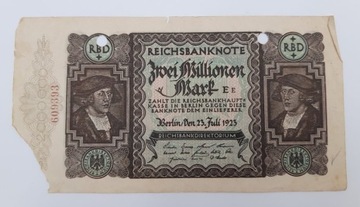 RBD
REICHSBANKNOTE
RBD
Zwei Millionen
Mark
E E
ZAHLT DIE REICHSBANKHAUPT
KASSE IN BERLIN GEGEN DIESE
BANKNOTE DEM EINLIEFERER
Berlin, den 23. Juli 1923
REICHSBANKDIREKTORIUM
609393